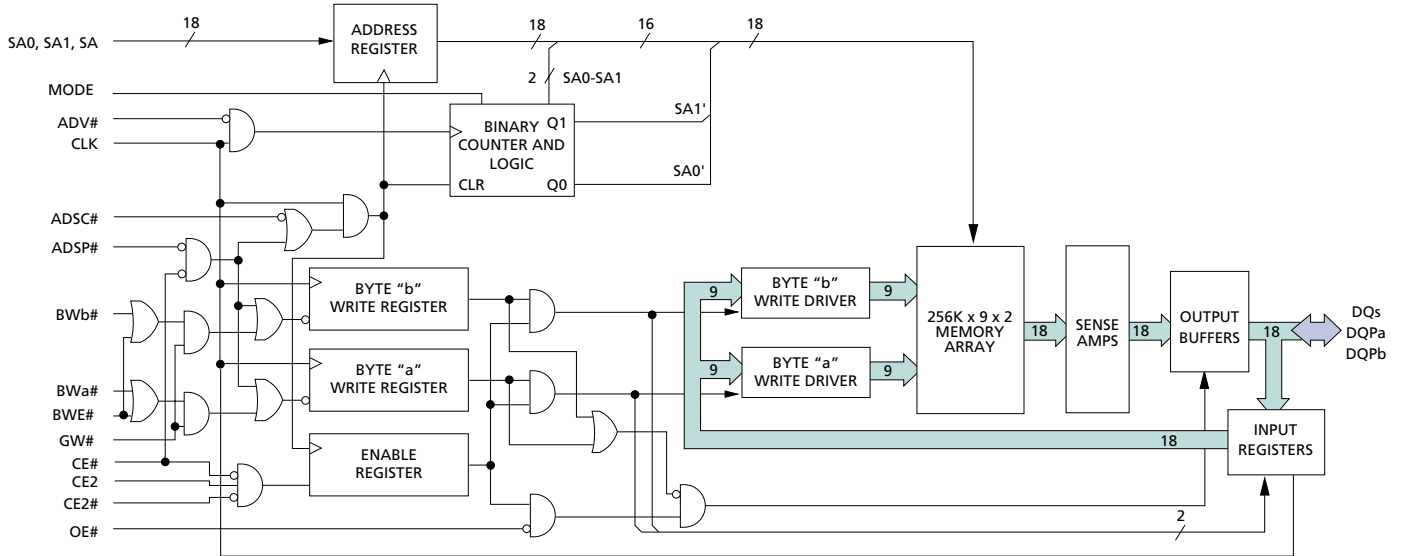 SA0, SA1, SA
18
ADDRESS
REGISTER
18
16
18
2
SA0-SA1
MODE
ADV#
CLK
BINARY
COUNTER AND
LOGIC
Q1
CLR
Q0
SA1'
SA0'
ADSC#
ADSP#
BYTE “b”
WRITE REGISTER
9
BYTE “b”
WRITE DRIVER
9
256K x 9 x 2
MEMORY
ARRAY
18
SENSE
AMPS
18
OUTPUT
BUFFERS
18
DQs
DQPa
DQPb
BWb#
BYTE “a”
WRITE REGISTER
9
BYTE “a”
WRITE DRIVER
9
BWa#
BWE#
GW#
CE#
CE2
CE2#
OE#
ENABLE
REGISTER
18
INPUT
REGISTERS
2